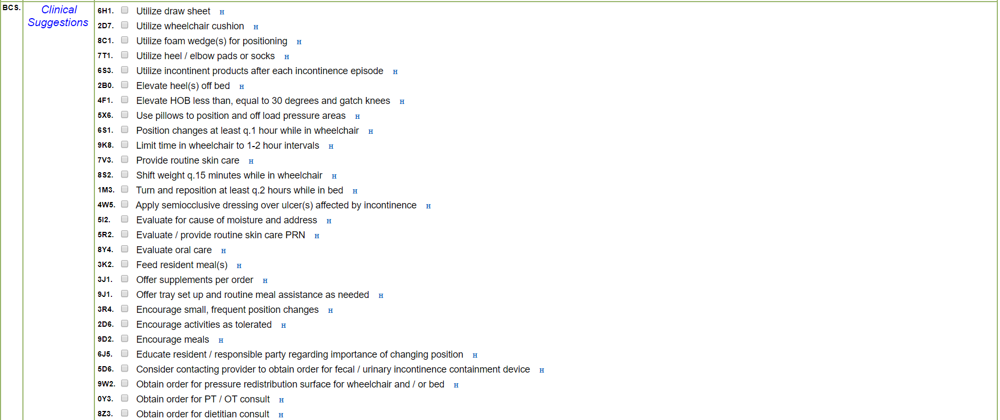 BCS.
Clinical
Suggestions
6H1. Utilize draw sheet H
2D7. Utilize wheelchair cushion H
8C1. Utilize foam wedge(s) for positioning H
7T1. Utilize heel / elbow pads or socks H
6S3. Utilize incontinent products after each incontinence episode H
2B0. Elevate heel(s) off bed H
4F1. Elevate HOB less than, equal to 30 degrees and gatch knees H
5X6. Use pillows to position and off load pressure areas H
6S1. Position changes at least q.1 hour while in wheelchair H
9K8. Limit time in wheelchair to 1-2 hour intervals H
7V3. Provide routine skin care H
8S2. Shift weight q.15 minutes while in wheelchair H
1M3. Turn and reposition at least q.2 hours while in bed H
4W5. Apply semiocclusive dressing over ulcer(s) affected by incontinence H
5I2. Evaluate for cause of moisture and address H
5R2. Evaluate / provide routine skin care PRN H
8Y4. Evaluate oral care H
3K2. Feed resident meal(s) H
3J1. Offer supplements per order H
9J1. Offer tray set up and routine meal assistance as needed H
3R4. Encourage small, frequent position changes H
2D6. Encourage activities as tolerated H
9D2. Encourage meals H
6J5. Educate resident / responsible party regarding importance of changing position H
5D6. Consider contacting provider to obtain order for fecal / urinary incontinence containment device H
9W2. Obtain order for pressure redistribution surface for wheelchair and / or bed H
0Y3. Obtain order for PT / OT consult H
8Z3. Obtain order for dietitian consult H